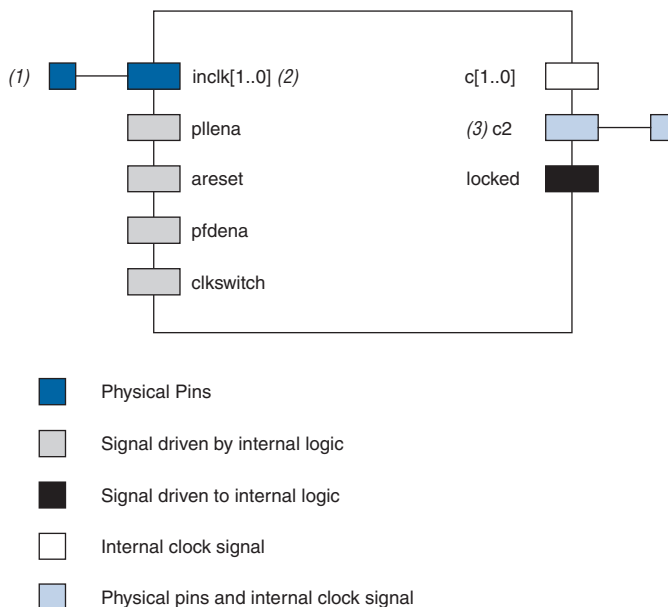 (1) inclk[1..0] (2) c[1..0]
pllena (3) c2
areset locked
pfdena
clkswitch
Physical Pins
Signal driven by internal logic
Signal driven to internal logic
Internal clock signal
Physical pins and internal clock signal